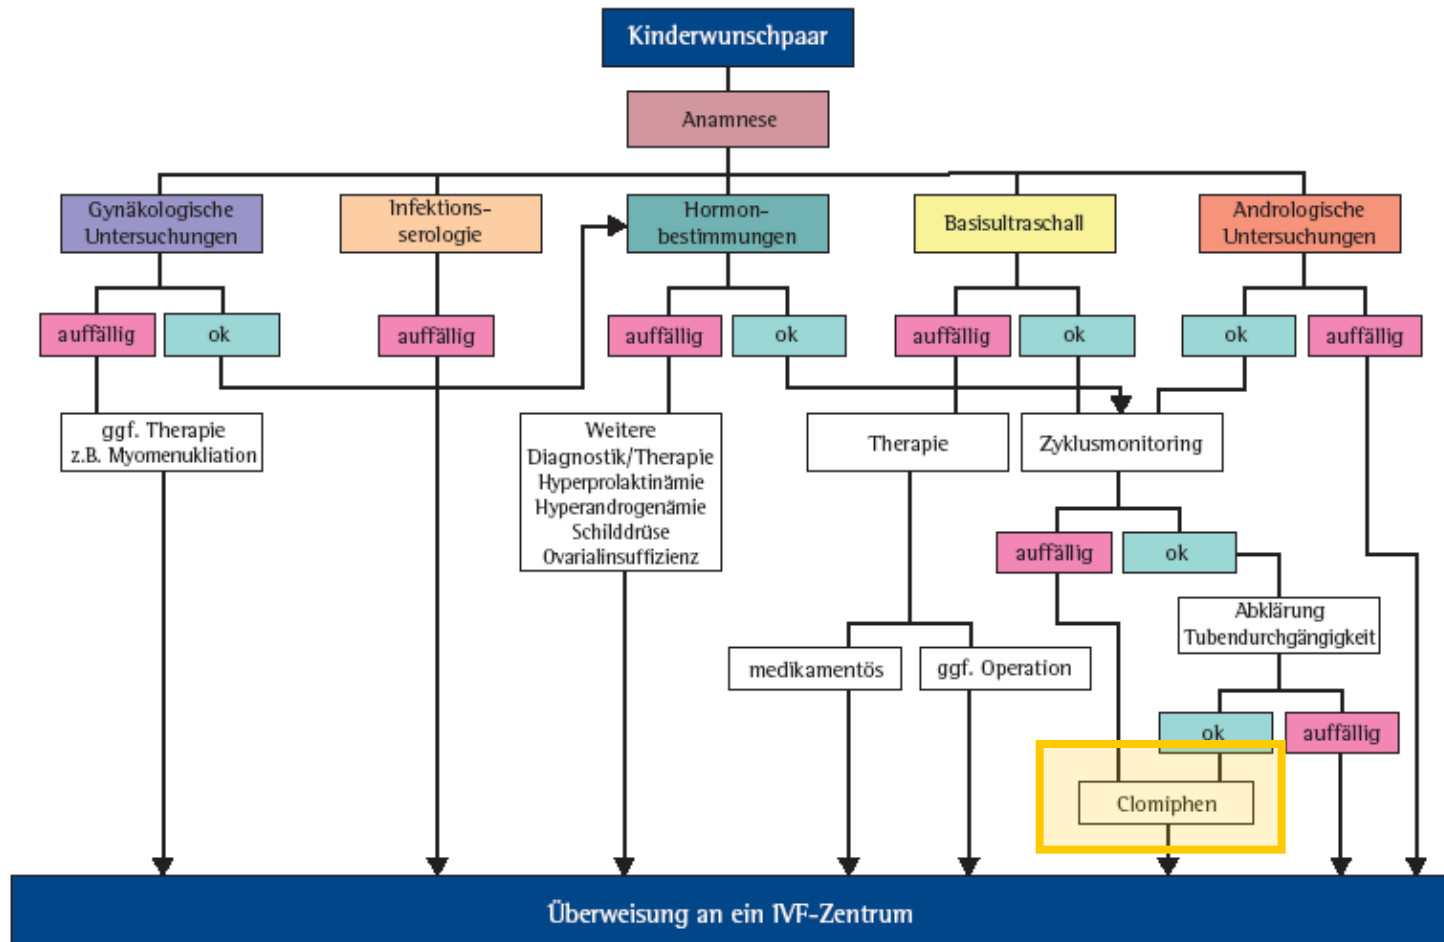 Kinderwunschpaar
Anamnese
Gynäkologische
Untersuchungen
Infektions-
serologie
Hormon-
bestimmungen
Basisultraschall
Andrologische
Untersuchungen
auffällig
ok
auffällig
auffällig
ok
auffällig
ok
ok
auffällig
ggf. Therapie
z.B. Myomenukliation
Weitere
Diagnostik/Therapie
Hyperprolaktinämie
Hyperandrogenämie
Schilddrüse
Ovarialinsuffizienz
Therapie
Zyklusmonitoring
auffällig
ok
Abklärung
Tubendurchgängigkeit
medikamentös
ggf. Operation
ok
auffällig
Clomiphen
Überweisung an ein IVF-Zentrum